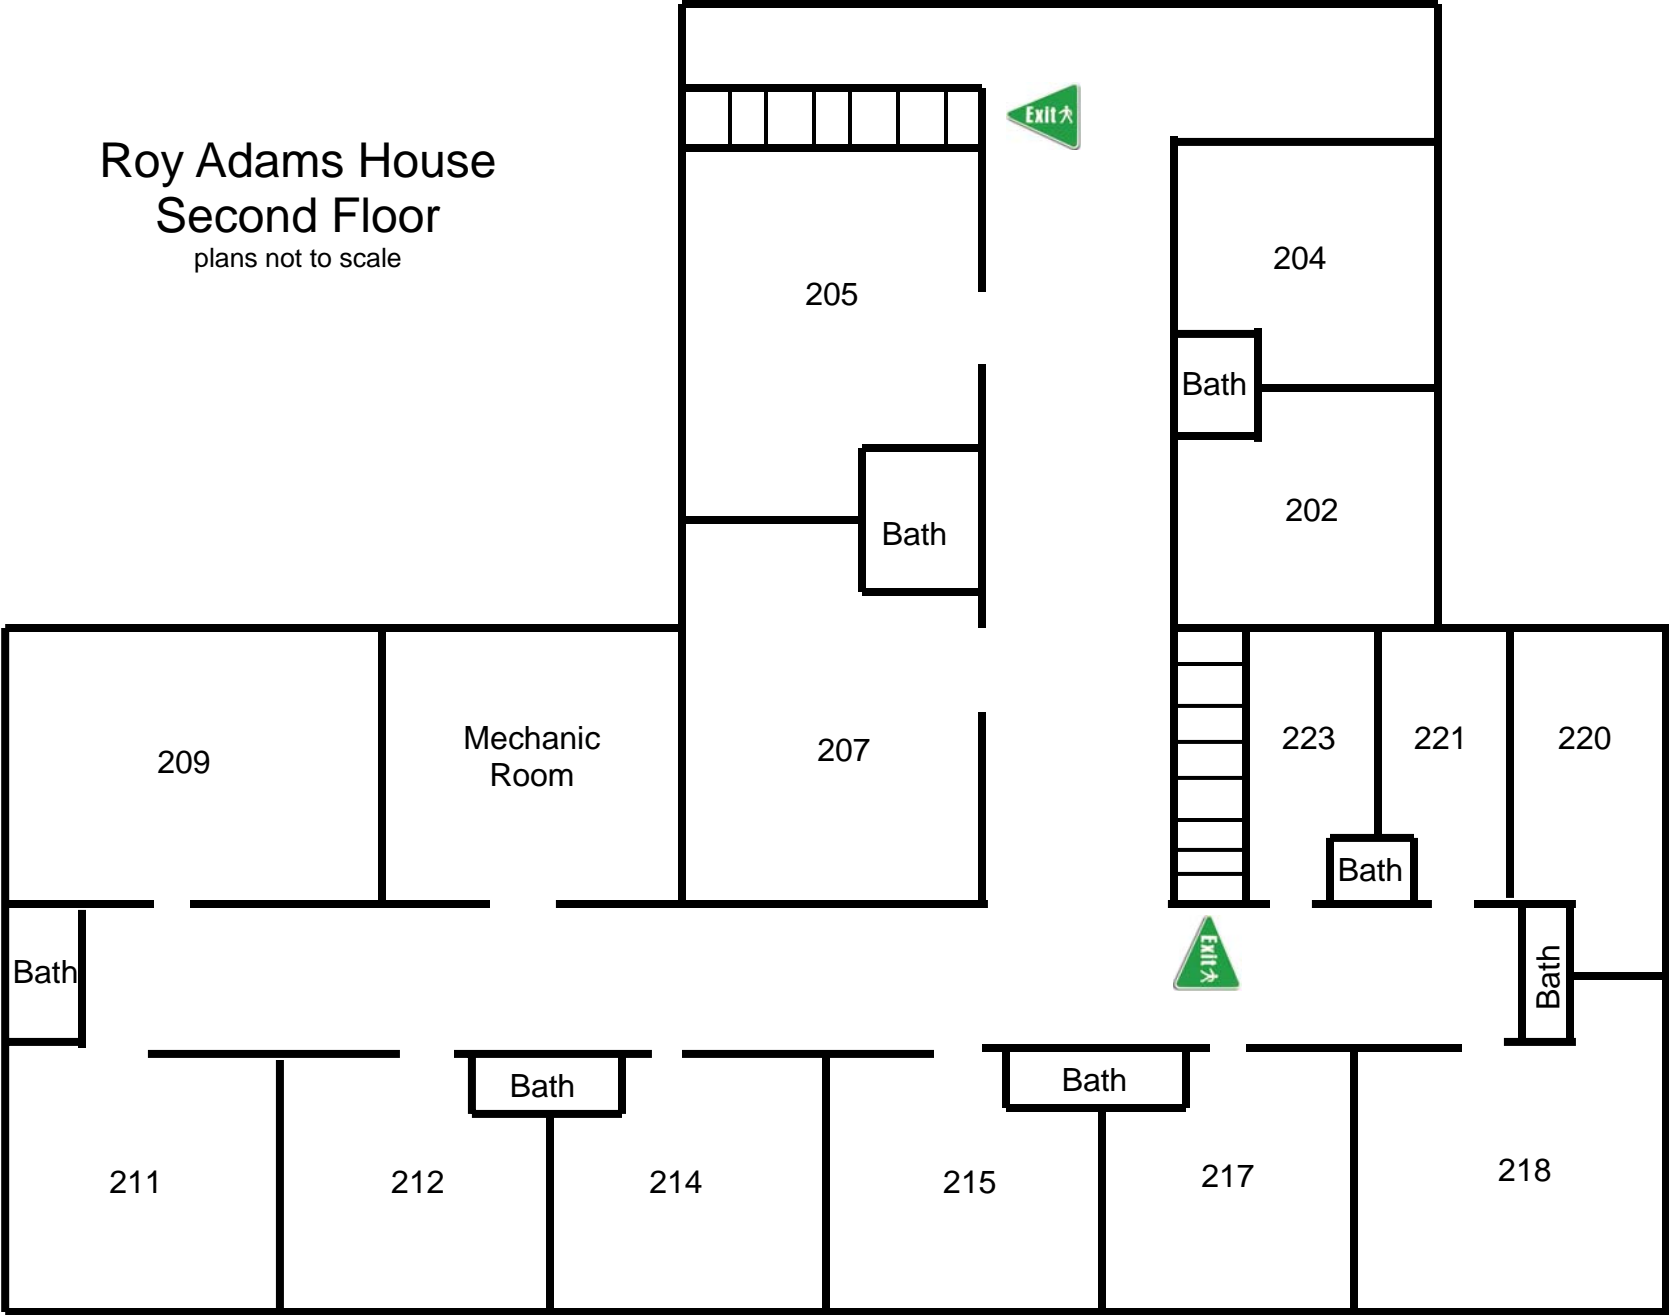 Roy Adams House
Second Floor
plans not to scale
Exit
204
205
Bath
202
Bath
209
Mechanic
Room
207
223
221
220
Bath
Bath
Exit
Bath
Bath
Bath
211
212
214
215
217
218